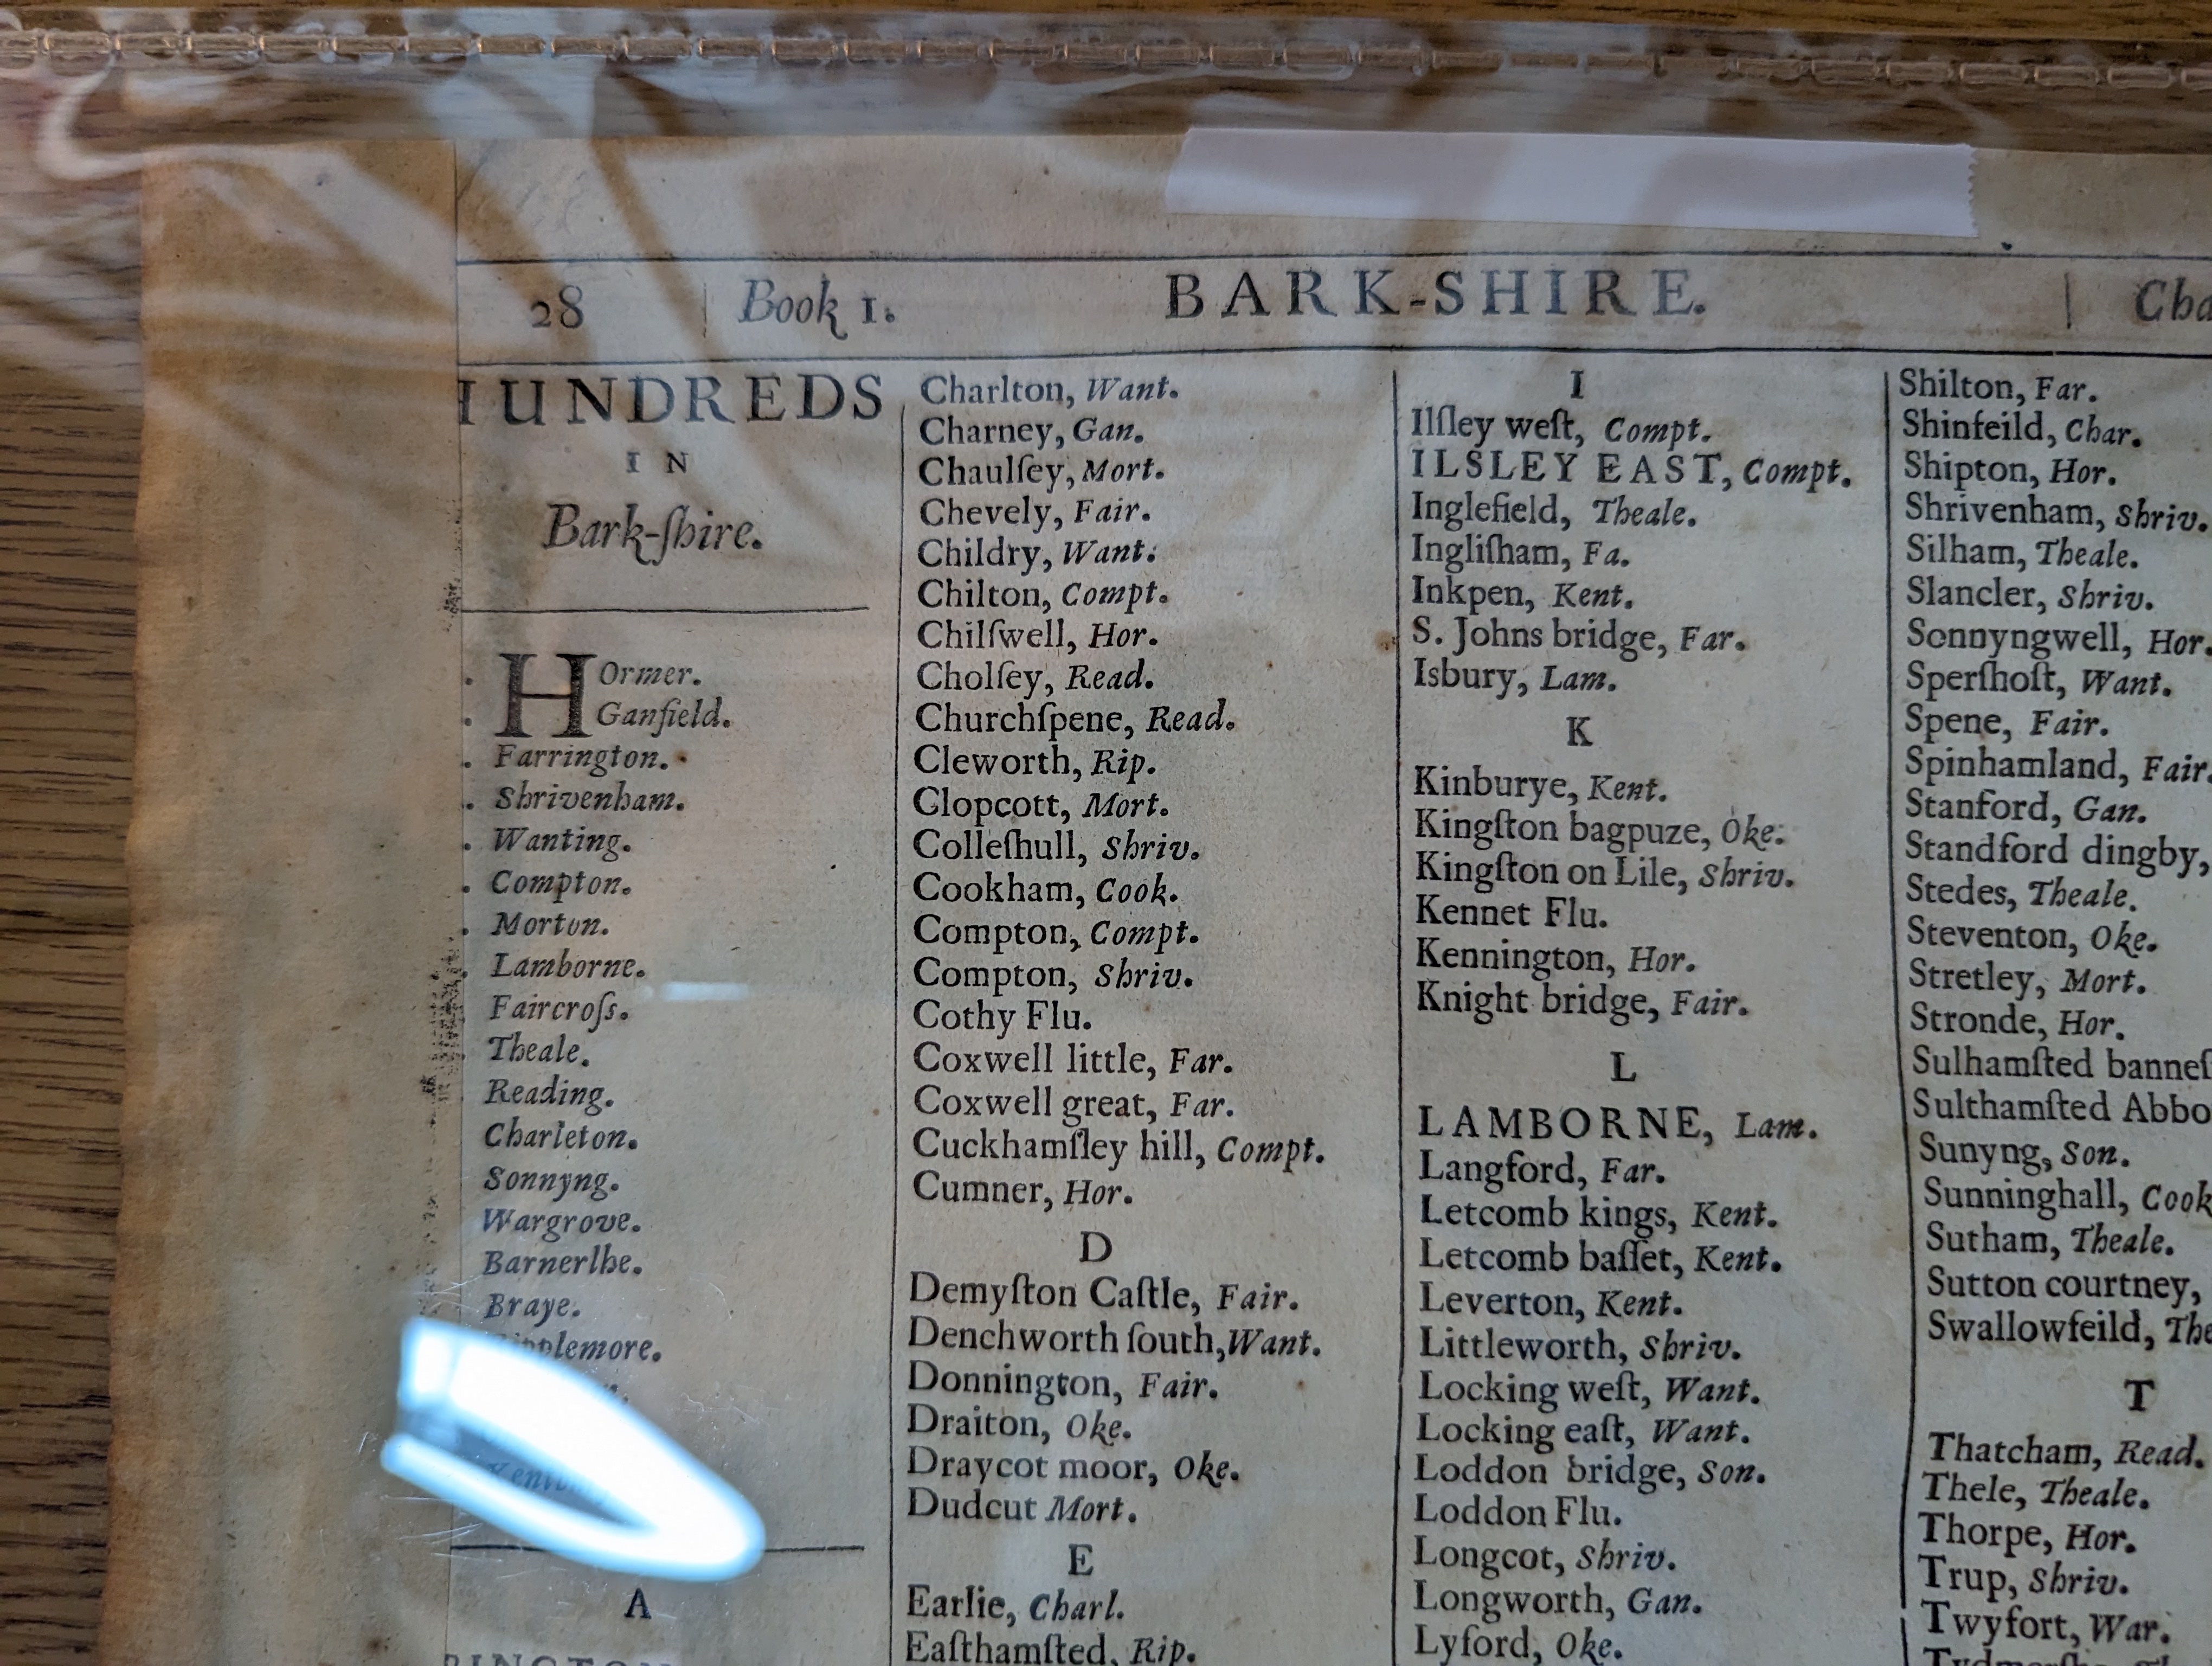 28 | Book 1. BARK-SHIRE.
HUNDREDS
IN
Bark-ſhire.
HOrmer.
Ganfield.
Farrington.
Shrivenham.
Wanting.
Compton.
Morton.
Lamborne.
Faircroſs.
Theale.
Reading.
Charleton.
Sonnyng.
Wargrove.
Barnerlhe.
Braye.
A
Charlton, Want.
Charney, Gan.
Chaulſey, Mort.
Chevely, Fair.
Childry, Want.
Chilton, Compt.
Chilſwell, Hor.
Cholſey, Read.
Churchſpene, Read.
Cleworth, Rip.
Clopcott, Mort.
Colleſhull, Shriv.
Cookham, Cook.
Compton, Compt.
Compton, Shriv.
Cothy Flu.
Coxwell little, Far.
Coxwell great, Far.
Cuckhamſley hill, Compt.
Cumner, Hor.
D
Demyſton Caſtle, Fair.
Denchworth ſouth, Want.
Donnington, Fair.
Draiton, Oke.
Draycot moor, Oke.
Dudcut Mort.
E
Earlie, Charl.
Eaſthamſted, Rip.
I
Ilſley weſt, Compt.
ILSLEY EAST, Compt.
Inglefield, Theale.
Ingliſham, Fa.
Inkpen, Kent.
S. Johns bridge, Far.
Isbury, Lam.
K
Kinburye, Kent.
Kingſton bagpuze, Oke.
Kingſton on Lile, Shriv.
Kennet Flu.
Kennington, Hor.
Knight bridge, Fair.
L
LAMBORNE, Lam.
Langford, Far.
Letcomb kings, Kent.
Letcomb baſſet, Kent.
Leverton, Kent.
Littleworth, Shriv.
Locking weſt, Want.
Locking eaſt, Want.
Loddon bridge, Son.
Loddon Flu.
Longcot, Shriv.
Longworth, Gan.
Lyford, Oke.
Shilton, Far.
Shinfeild, Char.
Shipton, Hor.
Shrivenham, Shriv.
Silham, Theale.
Slancler, Shriv.
Sonnyngwell, Hor.
Sperſhoſt, Want.
Spene, Fair.
Spinhamland, Fair.
Stanford, Gan.
Standford dingby,
Stedes, Theale.
Steventon, Oke.
Stretley, Mort.
Stronde, Hor.
Sulhamſted banneſ
Sulthamſted Abbo
Sunyng, Son.
Sunninghall, Cook
Sutham, Theale.
Sutton courtney,
Swallowfeild, The
T
Thatcham, Read.
Thele, Theale.
Thorpe, Hor.
Trup, Shriv.
Twyfort, War.